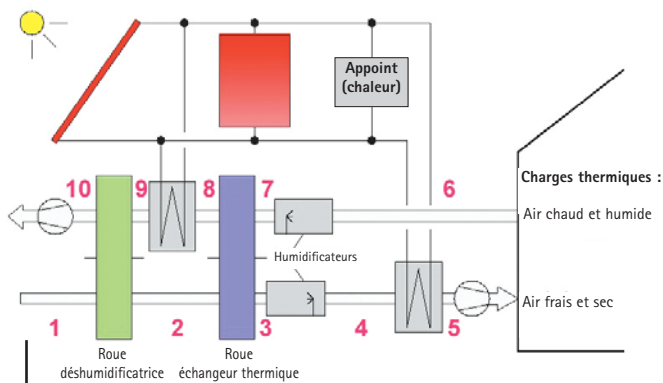 Appoint
(chaleur)
10
9
8
7
6
Charges thermiques :
Air chaud et humide
Humidificateurs
Air frais et sec
1
2
3
4
5
Roue
déshumidificatrice
Roue
échangeur thermique